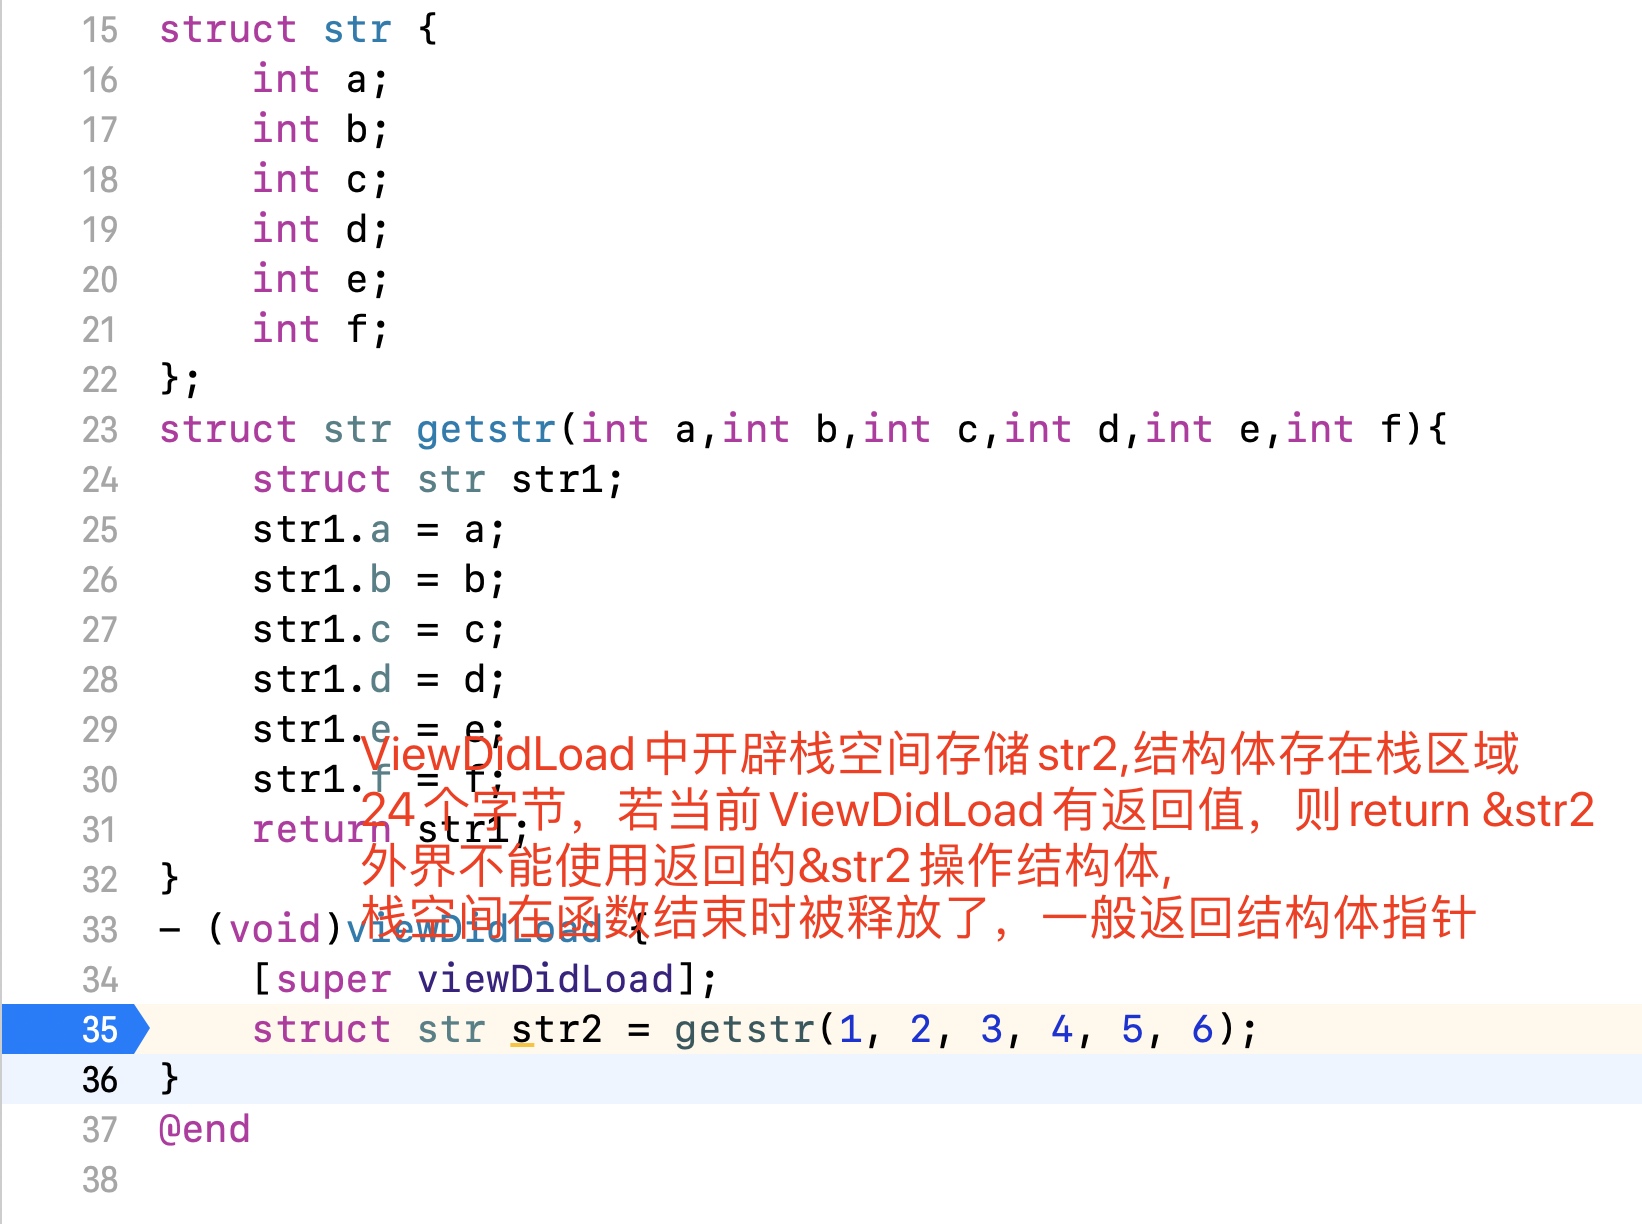 15 struct str {
16     int a;
17     int b;
18     int c;
19     int d;
20     int e;
21     int f;
22 };
23 struct str getstr(int a,int b,int c,int d,int e,int f){
24     struct str str1;
25     str1.a = a;
26     str1.b = b;
27     str1.c = c;
28     str1.d = d;
29     str1.e = e;
30     str1.f = f;
31     return str1;
32 }
33 - (void)viewDidLoad {
34     [super viewDidLoad];
35     struct str str2 = getstr(1, 2, 3, 4, 5, 6);
36 }
37 @end
38
ViewDidLoad中开辟栈空间存储str2,结构体存在栈区域
24个字节，若当前ViewDidLoad有返回值，则return &str2
外界不能使用返回的&str2操作结构体,
栈空间在函数结束时被释放了，一般返回结构体指针